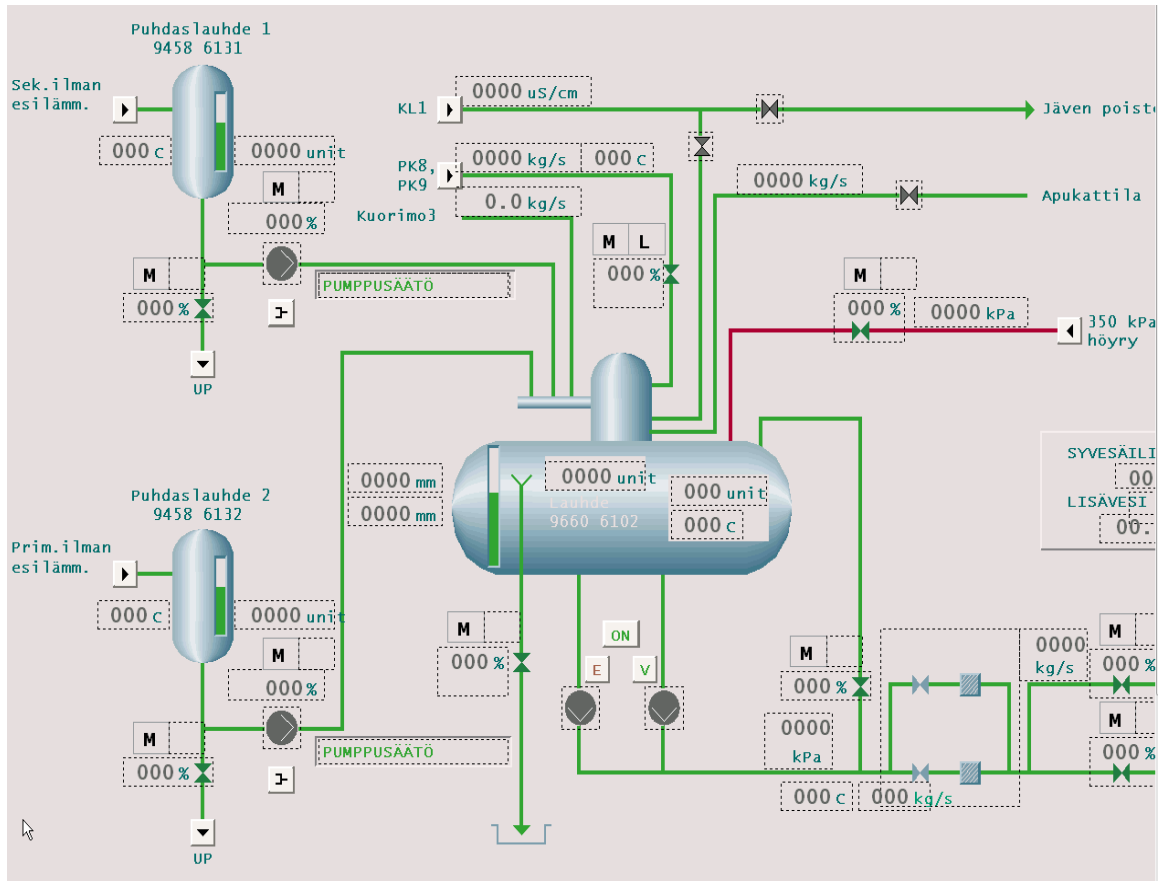 Puhdaslauhde 1
9458 6131
Sek.ilman
esilämm.
000 C
0000 unit
M
000 %
M
000 %
PUMPPUSÄÄTÖ
UP
KL1
0000 uS/cm
Jäven poist
PK8,
PK9
0000 kg/s
000 C
0.0 kg/s
Kuorimo3
0000 kg/s
Apukattila
M L
000 %
M
000 %
0000 kPa
350 kPa
höyry
0000 mm
0000 mm
0000 unit
Lauhde
9660 6102
000 unit
000 C
SYVESÄILI
00
LISÄVESI
00.
Puhdaslauhde 2
9458 6132
Prim.ilman
esilämm.
000 C
0000 unit
M
000 %
M
000 %
PUMPPUSÄÄTÖ
UP
M
000 %
ON
E
V
M
000 %
0000
kPa
000 C
000 kg/s
0000
kg/s
M
000 %
M
000 %